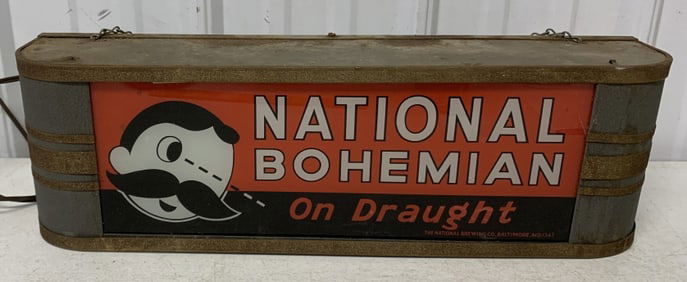 NATIONAL
BOHEMIAN
On Draught
THE NATIONAL BREWING CO., BALTIMORE, MD.